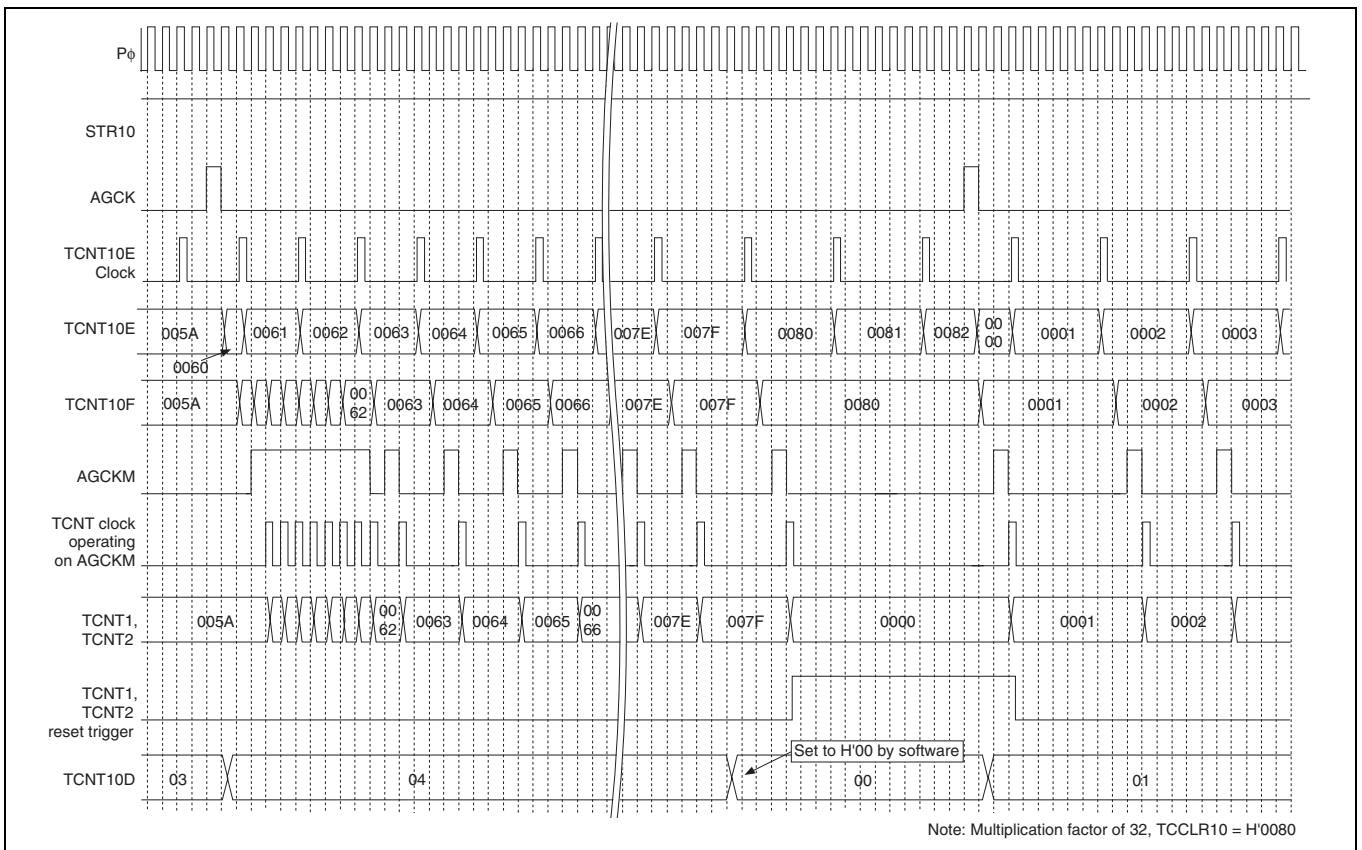 Pφ
STR10
AGCK
TCNT10E
Clock
TCNT10E
005A 0061 0062 0063 0064 0065 0066 007E 007F 0080 0081 0082 00 0001 0002 0003
00
0060
TCNT10F
005A 00 0063 0064 0065 0066 007E 007F 0080 0001 0002 0003
62
AGCKM
TCNT clock
operating
on AGCKM
TCNT1,
TCNT2
005A 00 0063 0064 0065 00 007E 007F 0000 0001 0002
62 66
TCNT1,
TCNT2
reset trigger
Set to H'00 by software
TCNT10D
03 04 00 01
Note: Multiplication factor of 32, TCCLR10 = H'0080